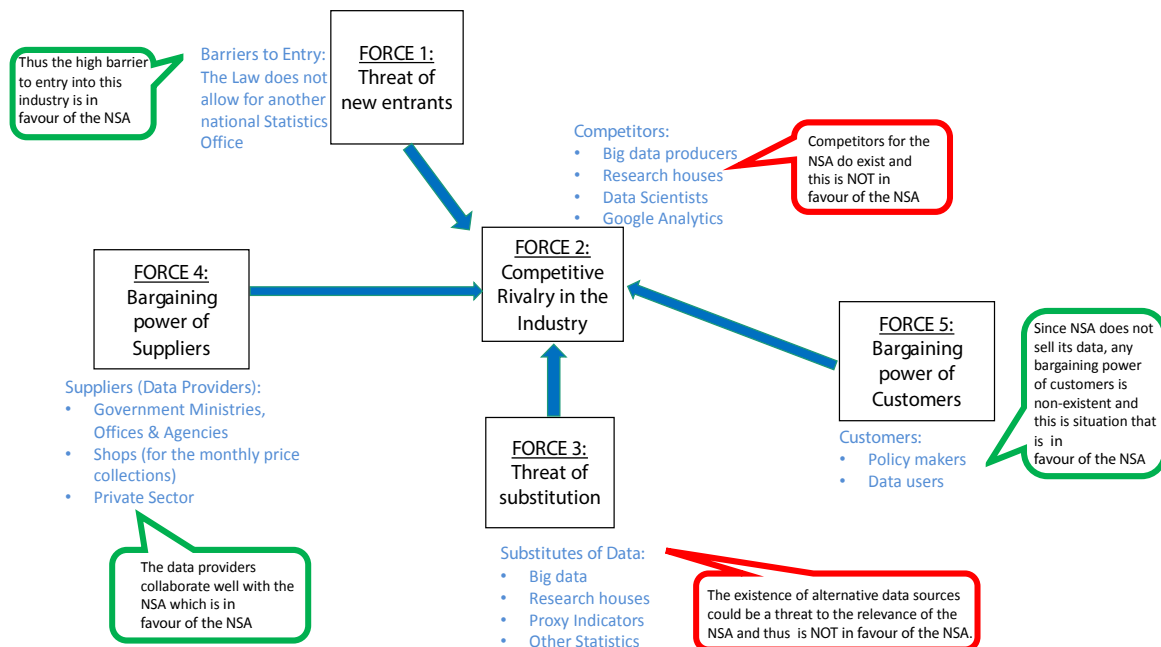 Thus the high barrier
to entry into this
industry is in
favour of the NSA
Barriers to Entry:
The Law does not
allow for another
national Statistics
Office
FORCE 1:
Threat of
new entrants
Competitors:
• Big data producers
• Research houses
• Data Scientists
• Google Analytics
Competitors for the
NSA do exist and
this is NOT in
favour of the NSA
FORCE 4:
Bargaining
power of
Suppliers
FORCE 2:
Competitive
Rivalry in the
Industry
FORCE 5:
Bargaining
power of
Customers
Since NSA does not
sell its data, any
bargaining power
of customers is
non-existent and
this is situation that
is in
favour of the NSA
Suppliers (Data Providers):
• Government Ministries,
Offices & Agencies
• Shops (for the monthly price
collections)
• Private Sector
FORCE 3:
Threat of
substitution
Customers:
• Policy makers
• Data users
The data providers
collaborate well with the
NSA which is in
favour of the NSA
Substitutes of Data:
• Big data
• Research houses
• Proxy Indicators
• Other Statistics
The existence of alternative data sources
could be a threat to the relevance of the
NSA and thus is NOT in favour of the NSA.